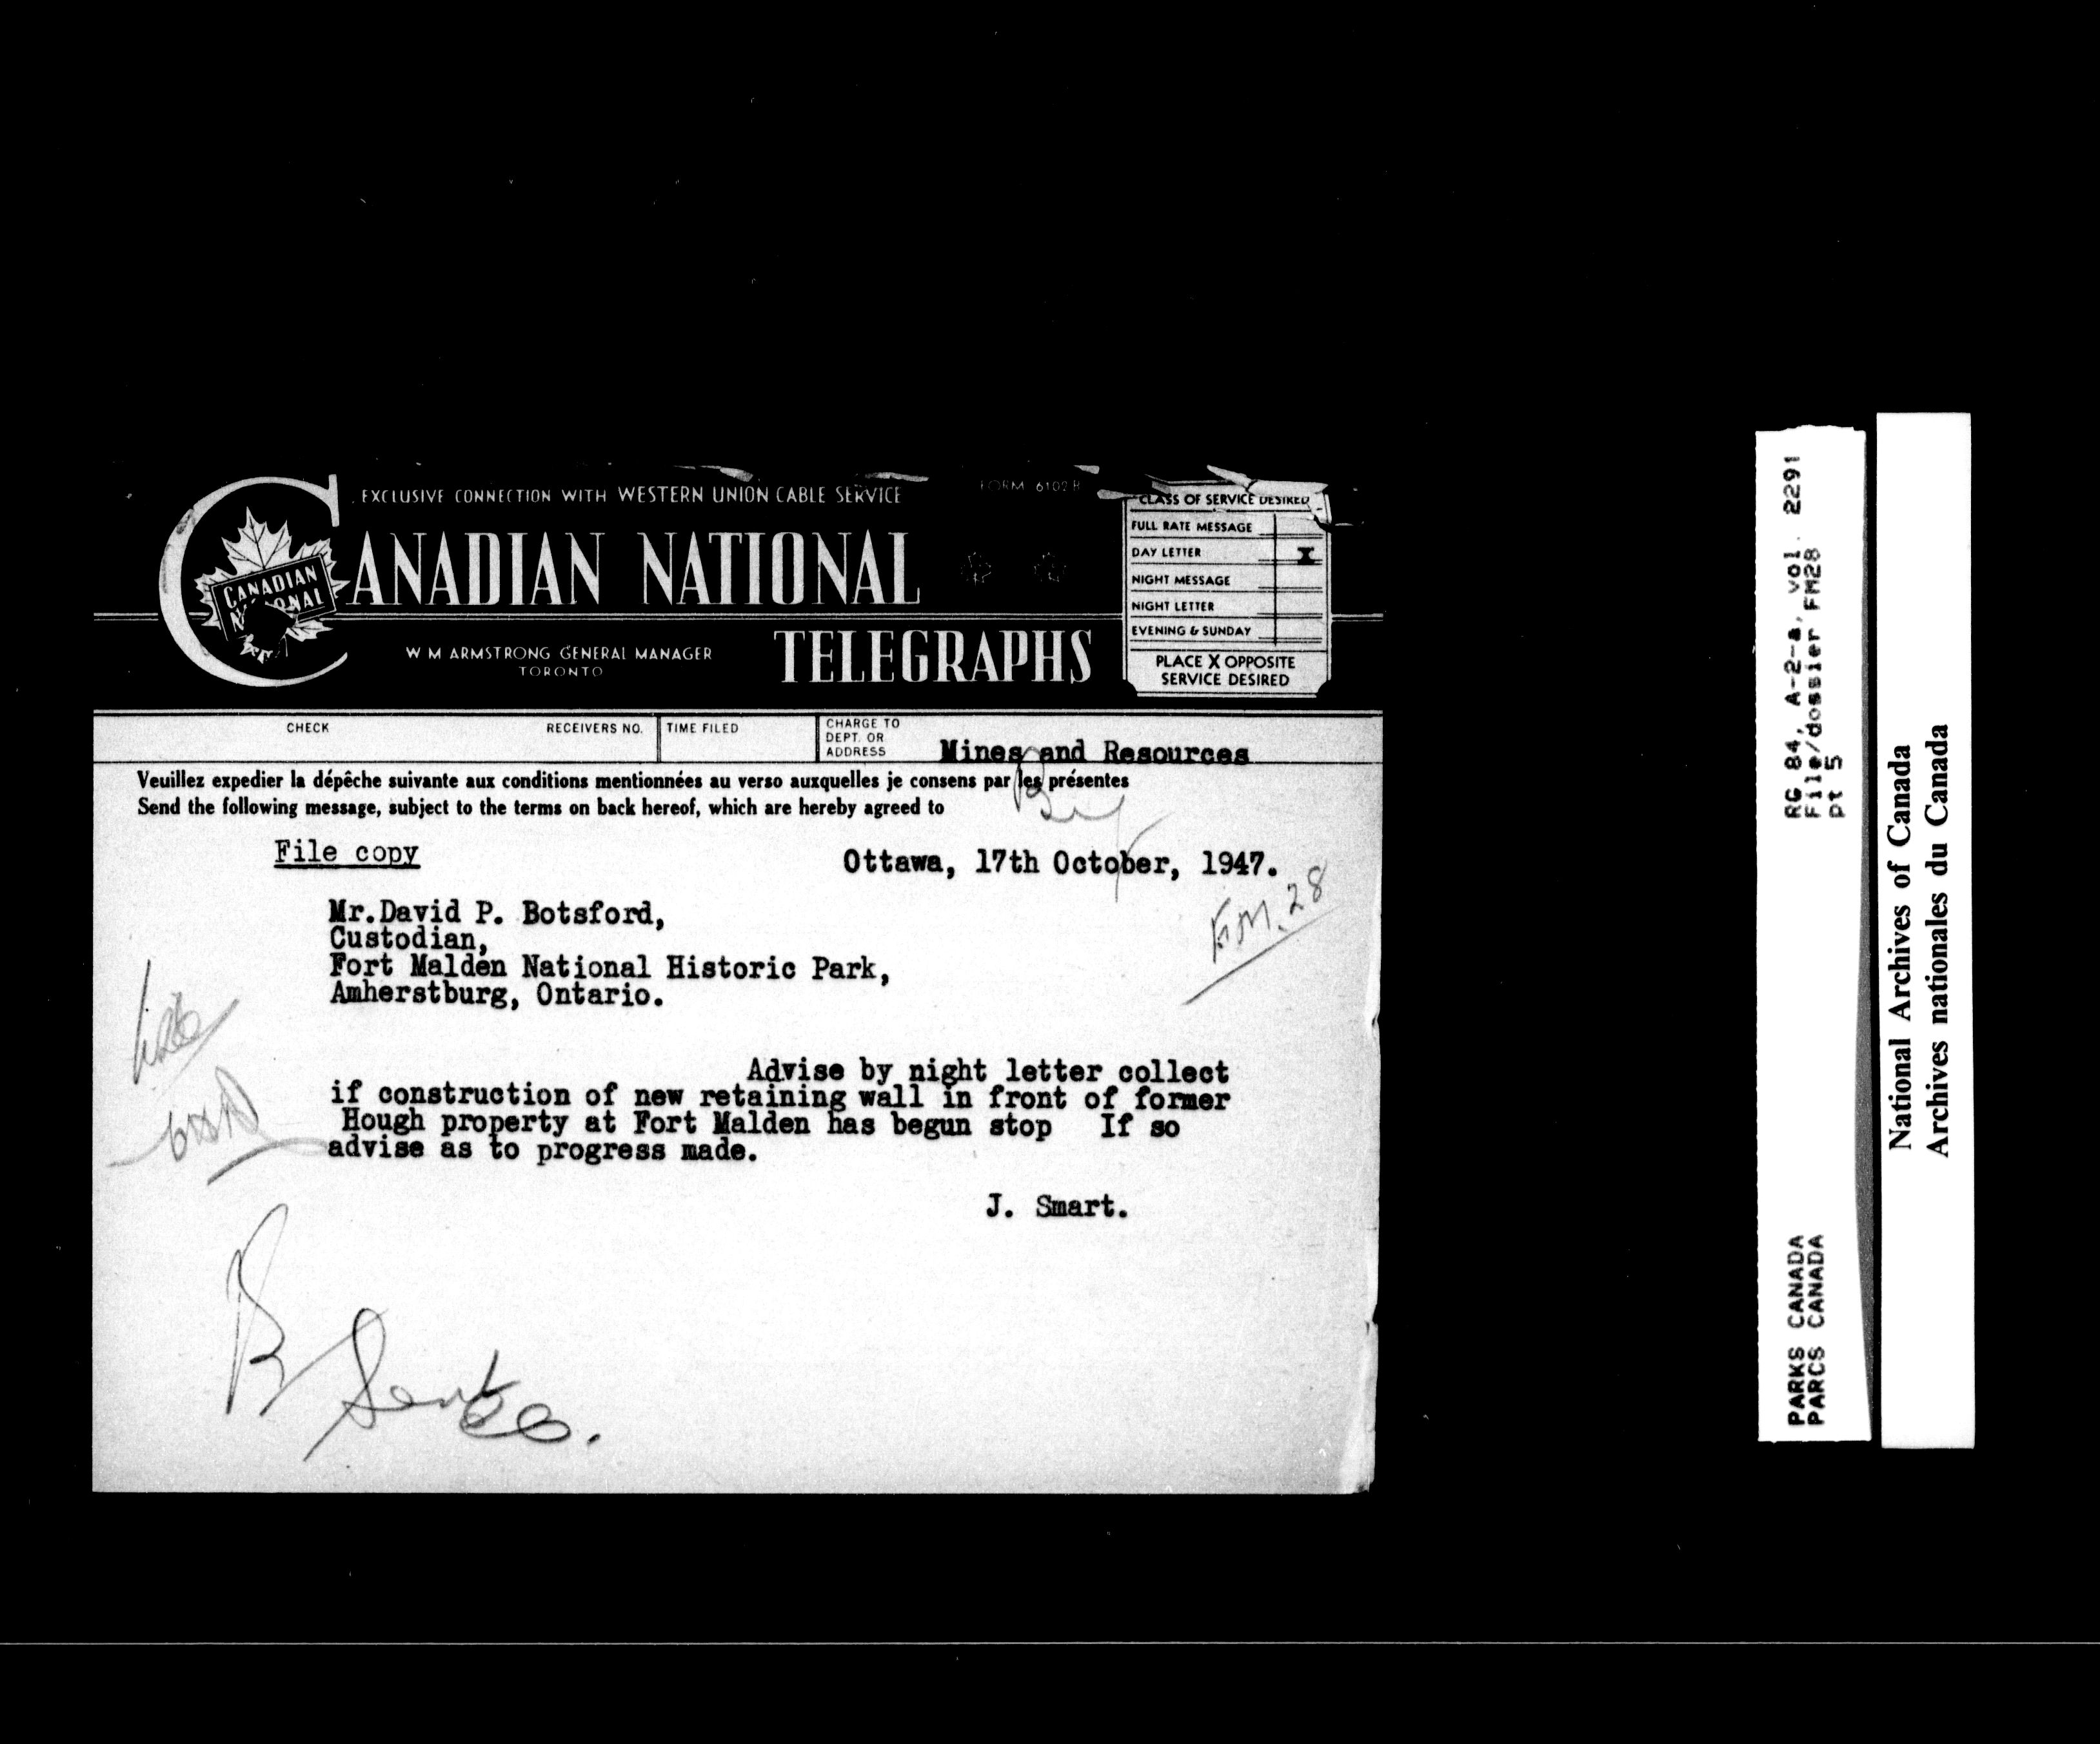 EXCLUSIVE CONNECTION WITH WESTERN UNION CABLE SERVICE
FORM 6102 B
CANADIAN NATIONAL
CANADIAN
NATIONAL
TELEGRAPHS
W M ARMSTRONG GENERAL MANAGER
TORONTO
CLASS OF SERVICE DESIRED
FULL RATE MESSAGE
DAY LETTER X
NIGHT MESSAGE
NIGHT LETTER
EVENING & SUNDAY
PLACE X OPPOSITE
SERVICE DESIRED
CHECK
RECEIVERS NO.
TIME FILED
CHARGE TO
DEPT. OR
ADDRESS
Mines and Resources
Veuillez expedier la dépêche suivante aux conditions mentionnées au verso auxquelles je consens par les présentes
Send the following message, subject to the terms on back hereof, which are hereby agreed to
File copy
Ottawa, 17th October, 1947.
FM. 28
Mr.David P. Botsford,
Custodian,
Fort Malden National Historic Park,
Amherstburg, Ontario.
Advise by night letter collect
if construction of new retaining wall in front of former
Hough property at Fort Malden has begun stop If so
advise as to progress made.
J. Smart.
RG 84, A-2-a, vol. 2291
File/dossier FM28
pt 5
PARKS CANADA
PARCS CANADA
National Archives of Canada
Archives nationales du Canada